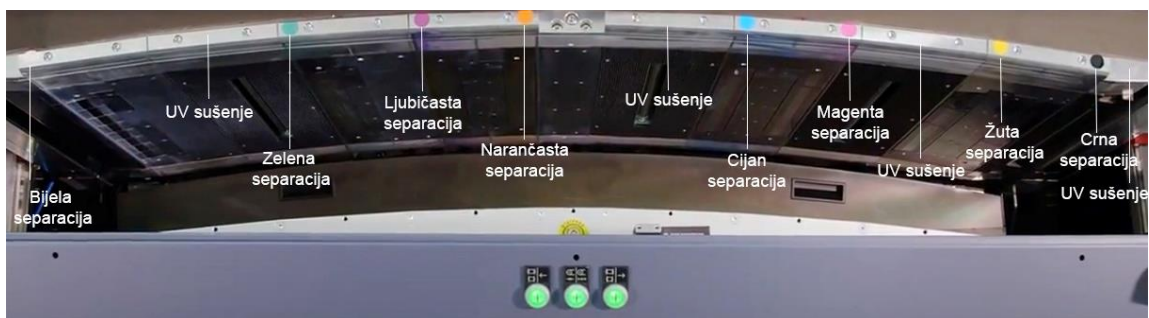 Bijela
separacija
UV sušenje
Zelena
separacija
Ljubičasta
separacija
Narančasta
separacija
UV sušenje
Cijan
separacija
Magenta
separacija
UV sušenje
Žuta
separacija
Crna
separacija
UV sušenje